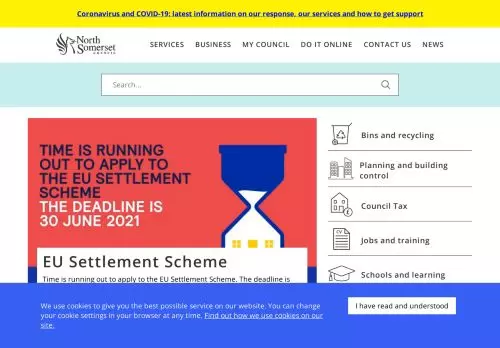 Coronavirus and COVID-19: latest information on our response, our services and how to get support
North
Somerset
COUNCIL
SERVICES BUSINESS MY COUNCIL DO IT ONLINE CONTACT US NEWS
Search...
TIME IS RUNNING
OUT TO APPLY TO
THE EU SETTLEMENT
SCHEME
THE DEADLINE IS
30 JUNE 2021
EU Settlement Scheme
Time is running out to apply to the EU Settlement Scheme. The deadline is
Bins and recycling
Planning and building
control
£
Council Tax
CV
Jobs and training
Schools and learning
We use cookies to give you the best possible service on our website. You can change
your cookie settings in your browser at any time. Find out how we use cookies on our
site.
I have read and understood